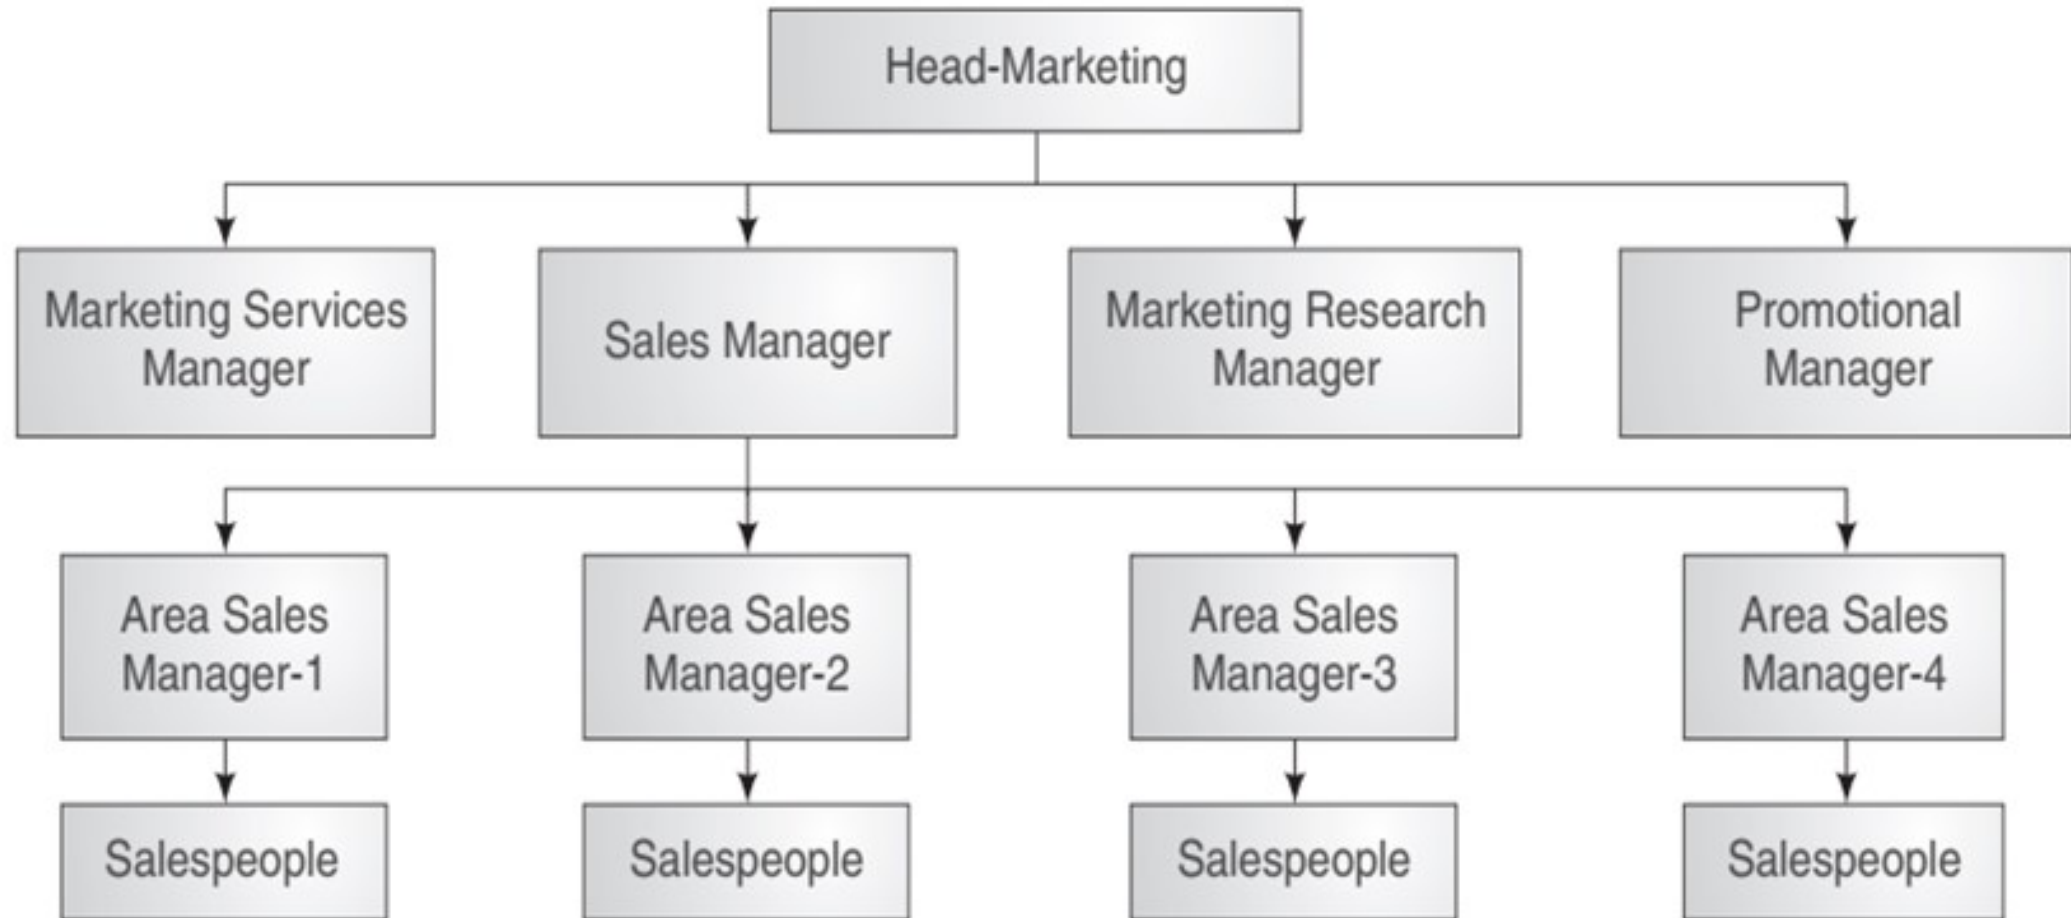 Head-Marketing
Marketing Services
Manager
Sales Manager
Marketing Research
Manager
Promotional
Manager
Area Sales
Manager-1
Area Sales
Manager-2
Area Sales
Manager-3
Area Sales
Manager-4
Salespeople
Salespeople
Salespeople
Salespeople